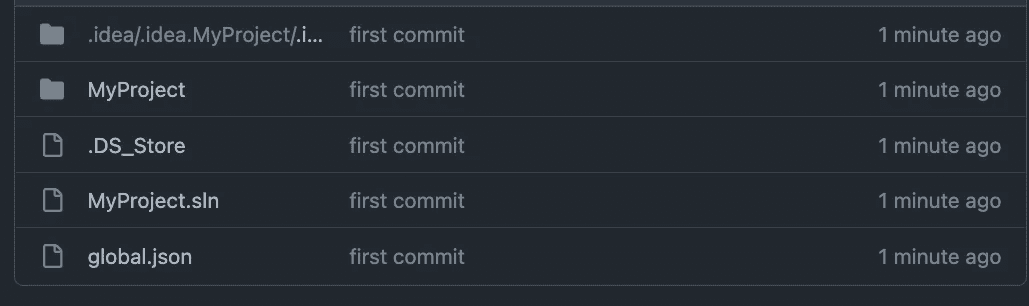 .idea/.idea.MyProject/.i... first commit 1 minute ago
MyProject first commit 1 minute ago
.DS_Store first commit 1 minute ago
MyProject.sln first commit 1 minute ago
global.json first commit 1 minute ago